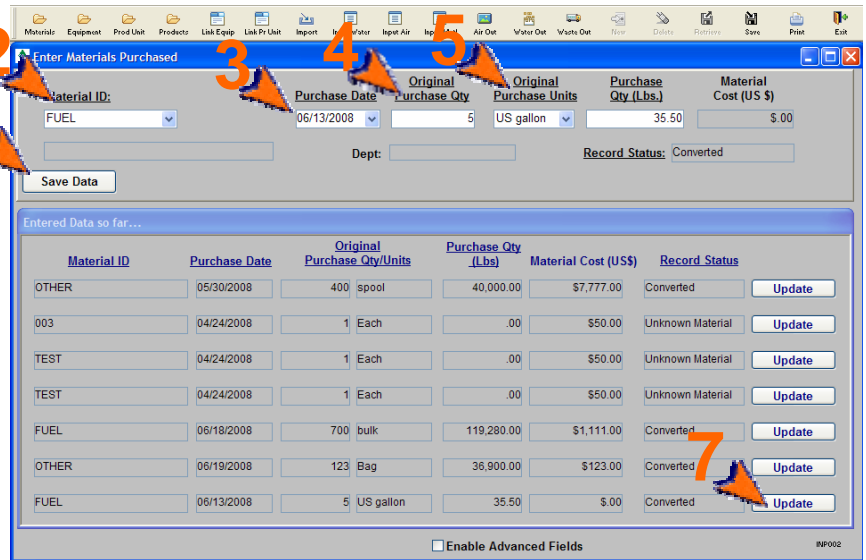 Materials Equipment Prod Unit Products Link Equip Link Pr Unit Import Input Air Air Out Water Out Waste Out New Delete Retrieve Save Print Exit
2 3 4 5
Enter Materials Purchased
Material ID: Purchase Date Original Purchase Qty Original Purchase Units Purchase Qty (Lbs.) Material Cost (US $)
FUEL 06/13/2008 5 US gallon 35.50 $.00
Dept: Record Status: Converted
Save Data
Entered Data so far...
Material ID Purchase Date Original Purchase Qty/Units Purchase Qty (Lbs) Material Cost (US$) Record Status
OTHER 05/30/2008 400 spool 40,000.00 $7,777.00 Converted Update
003 04/24/2008 1 Each .00 $50.00 Unknown Material Update
TEST 04/24/2008 1 Each .00 $50.00 Unknown Material Update
TEST 04/24/2008 1 Each .00 $50.00 Unknown Material Update
FUEL 06/18/2008 700 bulk 119,280.00 $1,111.00 Converted Update
7
OTHER 06/19/2008 123 Bag 36,900.00 $123.00 Converted Update
FUEL 06/13/2008 5 US gallon 35.50 $.00 Converted Update
Enable Advanced Fields INP002